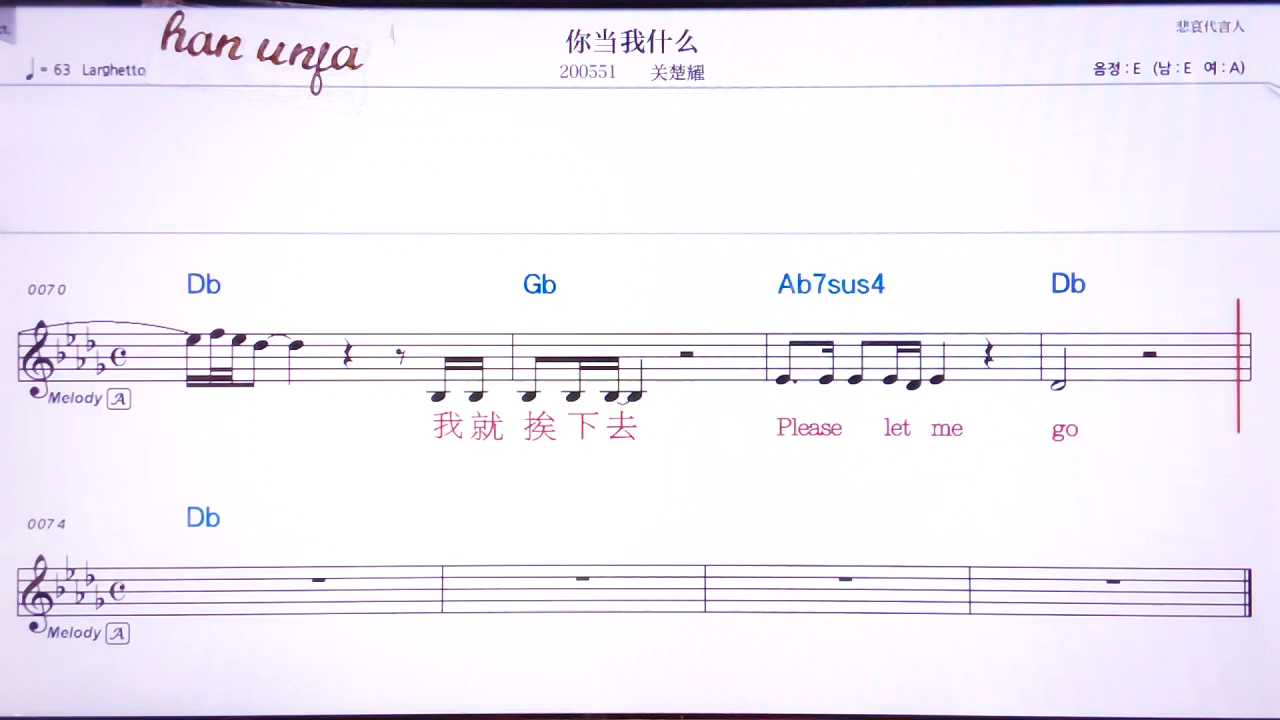 han unfa
你当我什么
悲哀代言人
♩= 63 Larghetto
200551 关楚耀
음정 : E (남 : E 여 : A)
0070
Db Gb Ab7sus4 Db
Melody A
我就 挨下去 Please let me go
0074
Db
Melody A